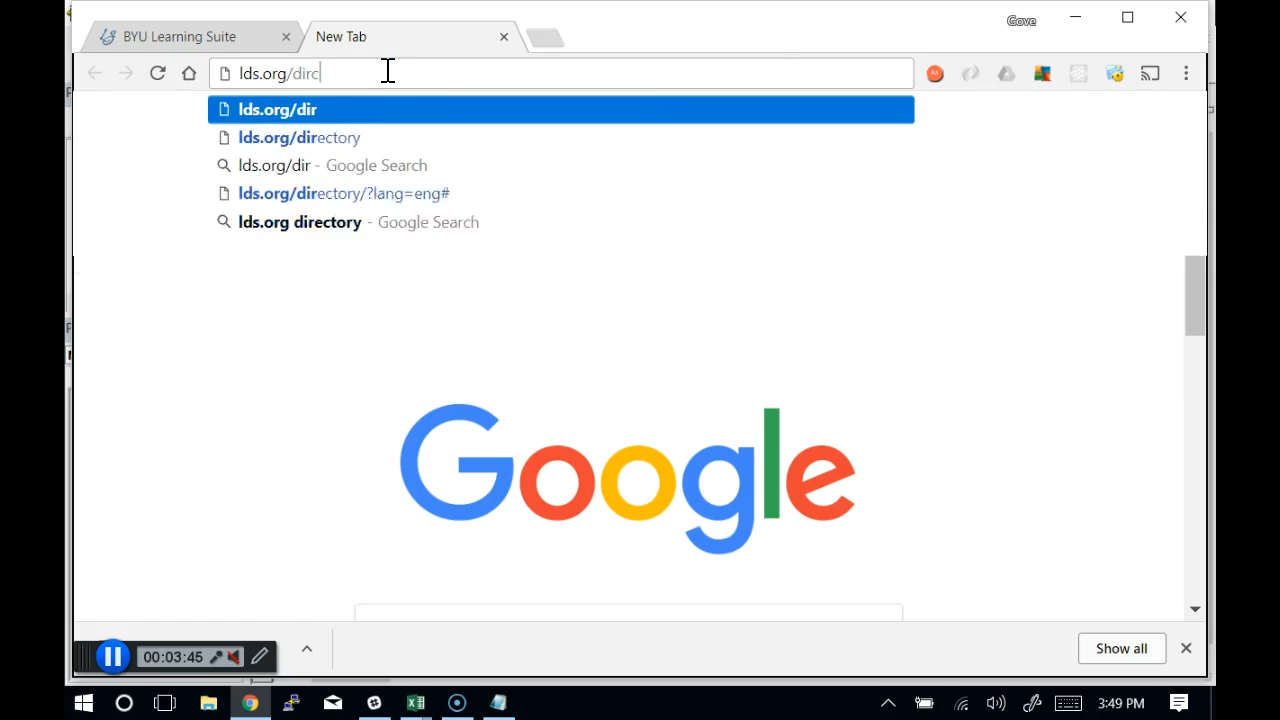 Cove
BYU Learning Suite
New Tab
lds.org/dirc
lds.org/dir
lds.org/directory
lds.org/dir - Google Search
lds.org/directory/?lang=eng#
lds.org directory - Google Search
Google
00:03:45
Show all
3:49 PM